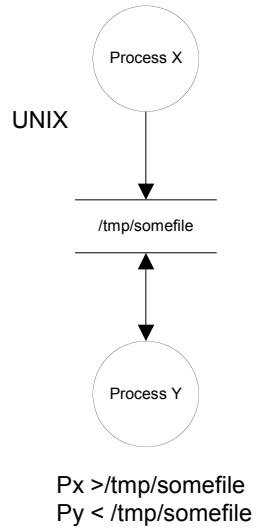 Process X
UNIX
/tmp/somefile
Process Y
Px >/tmp/somefile
Py < /tmp/somefile